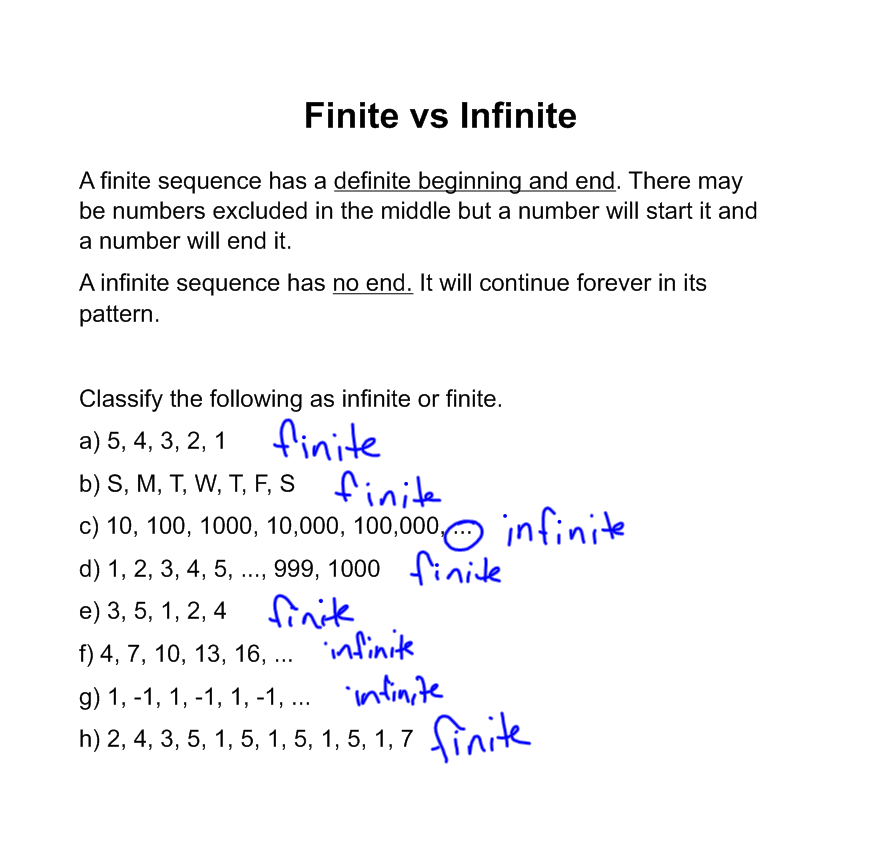 Finite vs Infinite
A finite sequence has a definite beginning and end. There may
be numbers excluded in the middle but a number will start it and
a number will end it.
A infinite sequence has no end. It will continue forever in its
pattern.
Classify the following as infinite or finite.
a) 5, 4, 3, 2, 1 finite
b) S, M, T, W, T, F, S finite
c) 10, 100, 1000, 10,000, 100,000, ... infinite
d) 1, 2, 3, 4, 5, ..., 999, 1000 finite
e) 3, 5, 1, 2, 4 finite
f) 4, 7, 10, 13, 16, ... infinite
g) 1, -1, 1, -1, 1, -1, ... infinite
h) 2, 4, 3, 5, 1, 5, 1, 5, 1, 5, 1, 7 finite